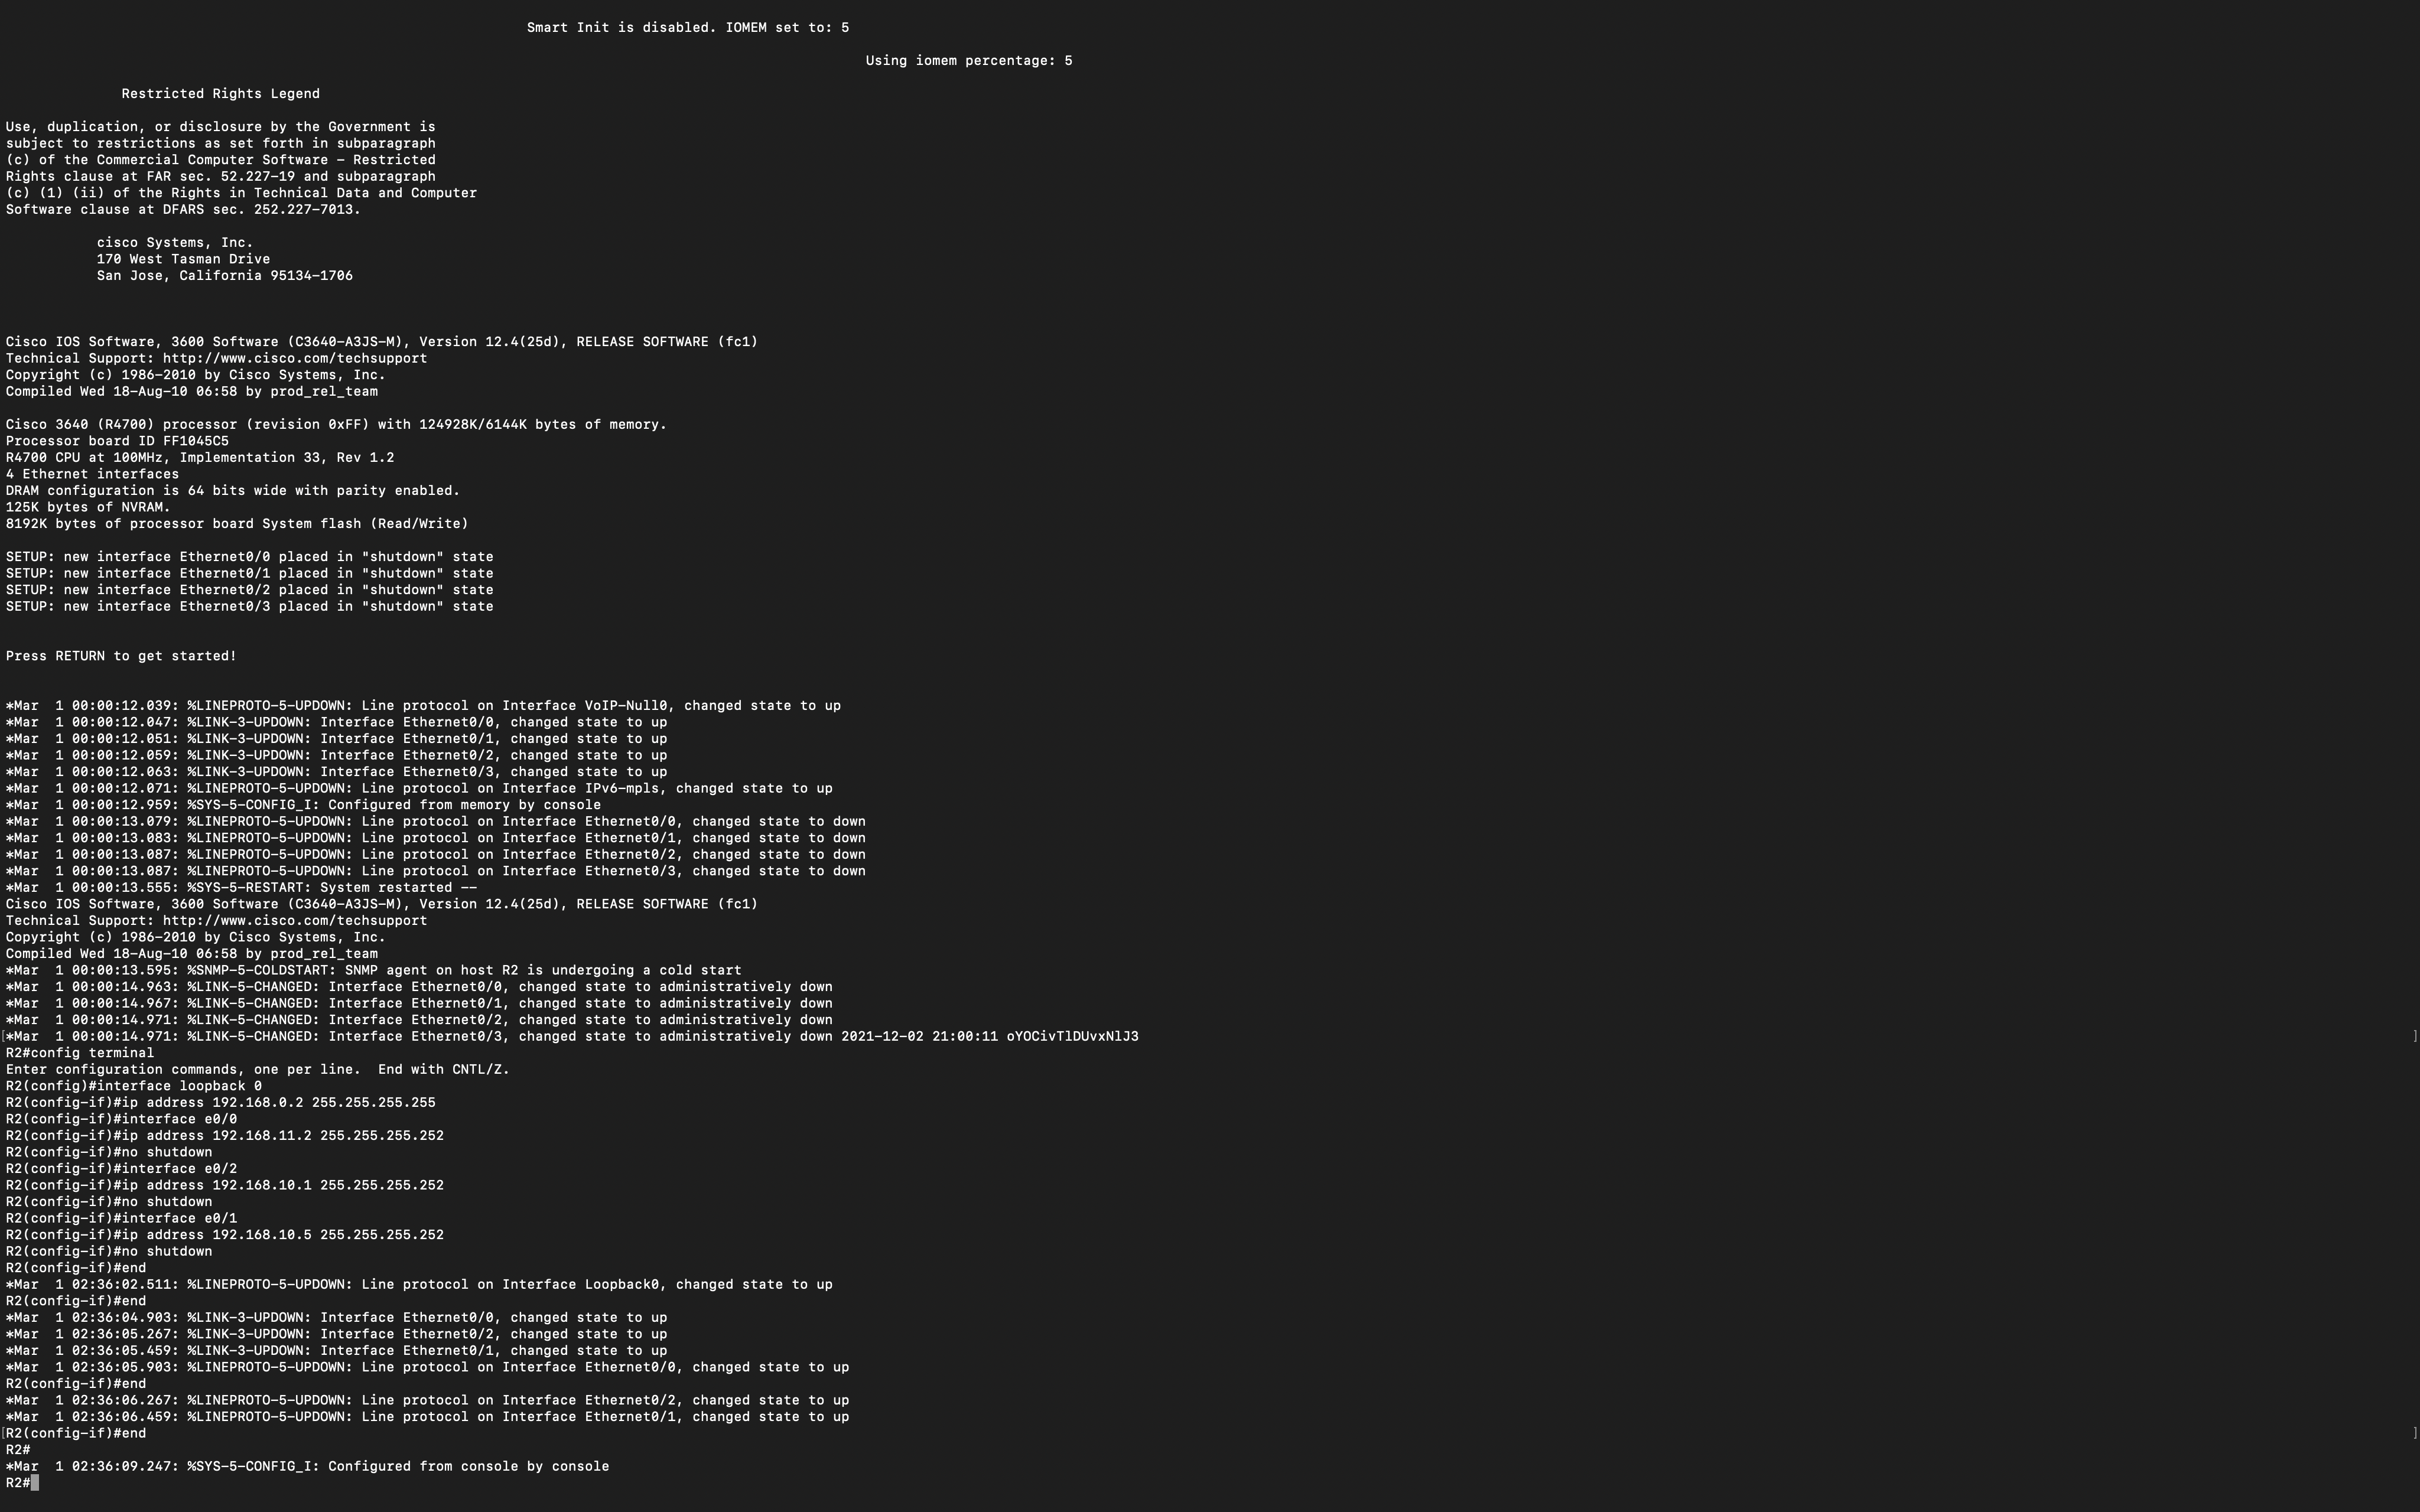 Smart Init is disabled. IOMEM set to: 5
Using iomem percentage: 5
Restricted Rights Legend
Use, duplication, or disclosure by the Government is
subject to restrictions as set forth in subparagraph
(c) of the Commercial Computer Software - Restricted
Rights clause at FAR sec. 52.227-19 and subparagraph
(c) (1) (ii) of the Rights in Technical Data and Computer
Software clause at DFARS sec. 252.227-7013.
cisco Systems, Inc.
170 West Tasman Drive
San Jose, California 95134-1706
Cisco IOS Software, 3600 Software (C3640-A3JS-M), Version 12.4(25d), RELEASE SOFTWARE (fc1)
Technical Support: http://www.cisco.com/techsupport
Copyright (c) 1986-2010 by Cisco Systems, Inc.
Compiled Wed 18-Aug-10 06:58 by prod_rel_team
Cisco 3640 (R4700) processor (revision 0xFF) with 124928K/6144K bytes of memory.
Processor board ID FF1045C5
R4700 CPU at 100MHz, Implementation 33, Rev 1.2
4 Ethernet interfaces
DRAM configuration is 64 bits wide with parity enabled.
125K bytes of NVRAM.
8192K bytes of processor board System flash (Read/Write)
SETUP: new interface Ethernet0/0 placed in "shutdown" state
SETUP: new interface Ethernet0/1 placed in "shutdown" state
SETUP: new interface Ethernet0/2 placed in "shutdown" state
SETUP: new interface Ethernet0/3 placed in "shutdown" state
Press RETURN to get started!
*Mar  1 00:00:12.039: %LINEPROTO-5-UPDOWN: Line protocol on Interface VoIP-Null0, changed state to up
*Mar  1 00:00:12.047: %LINK-3-UPDOWN: Interface Ethernet0/0, changed state to up
*Mar  1 00:00:12.051: %LINK-3-UPDOWN: Interface Ethernet0/1, changed state to up
*Mar  1 00:00:12.059: %LINK-3-UPDOWN: Interface Ethernet0/2, changed state to up
*Mar  1 00:00:12.063: %LINK-3-UPDOWN: Interface Ethernet0/3, changed state to up
*Mar  1 00:00:12.071: %LINEPROTO-5-UPDOWN: Line protocol on Interface IPv6-mpls, changed state to up
*Mar  1 00:00:12.959: %SYS-5-CONFIG_I: Configured from memory by console
*Mar  1 00:00:13.079: %LINEPROTO-5-UPDOWN: Line protocol on Interface Ethernet0/0, changed state to down
*Mar  1 00:00:13.083: %LINEPROTO-5-UPDOWN: Line protocol on Interface Ethernet0/1, changed state to down
*Mar  1 00:00:13.087: %LINEPROTO-5-UPDOWN: Line protocol on Interface Ethernet0/2, changed state to down
*Mar  1 00:00:13.087: %LINEPROTO-5-UPDOWN: Line protocol on Interface Ethernet0/3, changed state to down
*Mar  1 00:00:13.555: %SYS-5-RESTART: System restarted --
Cisco IOS Software, 3600 Software (C3640-A3JS-M), Version 12.4(25d), RELEASE SOFTWARE (fc1)
Technical Support: http://www.cisco.com/techsupport
Copyright (c) 1986-2010 by Cisco Systems, Inc.
Compiled Wed 18-Aug-10 06:58 by prod_rel_team
*Mar  1 00:00:13.595: %SNMP-5-COLDSTART: SNMP agent on host R2 is undergoing a cold start
*Mar  1 00:00:14.963: %LINK-5-CHANGED: Interface Ethernet0/0, changed state to administratively down
*Mar  1 00:00:14.967: %LINK-5-CHANGED: Interface Ethernet0/1, changed state to administratively down
*Mar  1 00:00:14.971: %LINK-5-CHANGED: Interface Ethernet0/2, changed state to administratively down
[*Mar  1 00:00:14.971: %LINK-5-CHANGED: Interface Ethernet0/3, changed state to administratively down 2021-12-02 21:00:11 oYOCivTlDUvxNlJ3 ]
R2#config terminal
Enter configuration commands, one per line.  End with CNTL/Z.
R2(config)#interface loopback 0
R2(config-if)#ip address 192.168.0.2 255.255.255.255
R2(config-if)#interface e0/0
R2(config-if)#ip address 192.168.11.2 255.255.255.252
R2(config-if)#no shutdown
R2(config-if)#interface e0/2
R2(config-if)#ip address 192.168.10.1 255.255.255.252
R2(config-if)#no shutdown
R2(config-if)#interface e0/1
R2(config-if)#ip address 192.168.10.5 255.255.255.252
R2(config-if)#no shutdown
R2(config-if)#end
*Mar  1 02:36:02.511: %LINEPROTO-5-UPDOWN: Line protocol on Interface Loopback0, changed state to up
R2(config-if)#end
*Mar  1 02:36:04.903: %LINK-3-UPDOWN: Interface Ethernet0/0, changed state to up
*Mar  1 02:36:05.267: %LINK-3-UPDOWN: Interface Ethernet0/2, changed state to up
*Mar  1 02:36:05.459: %LINK-3-UPDOWN: Interface Ethernet0/1, changed state to up
*Mar  1 02:36:05.903: %LINEPROTO-5-UPDOWN: Line protocol on Interface Ethernet0/0, changed state to up
R2(config-if)#end
*Mar  1 02:36:06.267: %LINEPROTO-5-UPDOWN: Line protocol on Interface Ethernet0/2, changed state to up
*Mar  1 02:36:06.459: %LINEPROTO-5-UPDOWN: Line protocol on Interface Ethernet0/1, changed state to up
[R2(config-if)#end ]
R2#
*Mar  1 02:36:09.247: %SYS-5-CONFIG_I: Configured from console by console
R2#